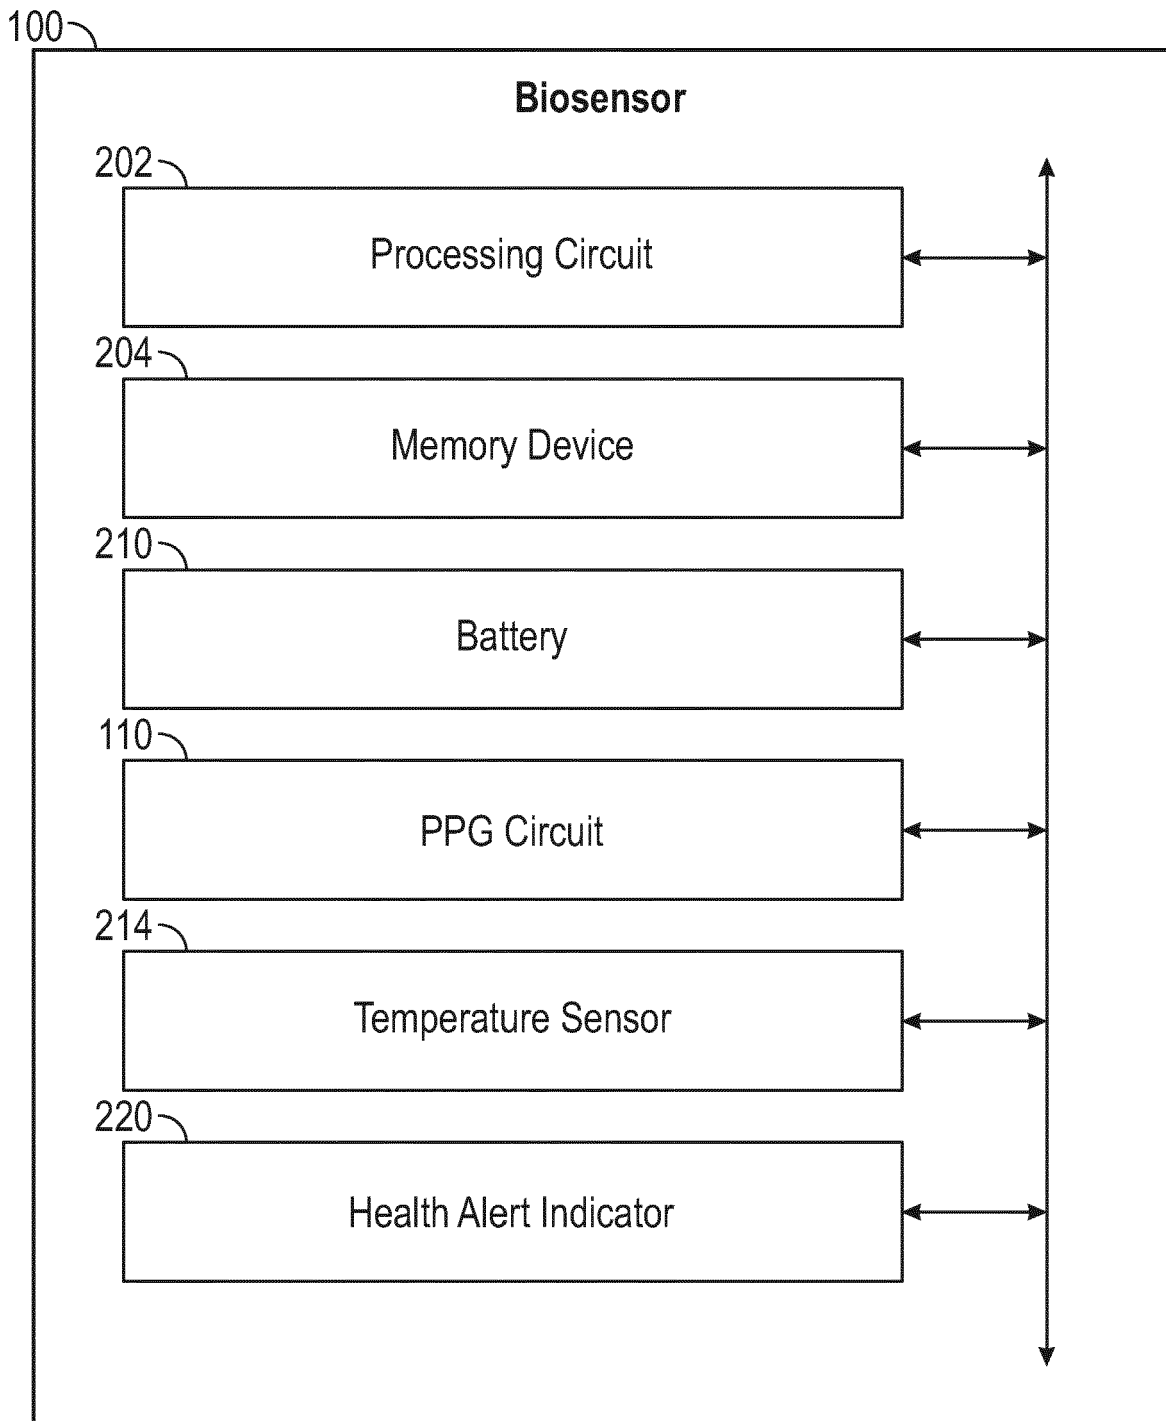 100
Biosensor
202
Processing Circuit
204
Memory Device
210
Battery
110
PPG Circuit
214
Temperature Sensor
220
Health Alert Indicator